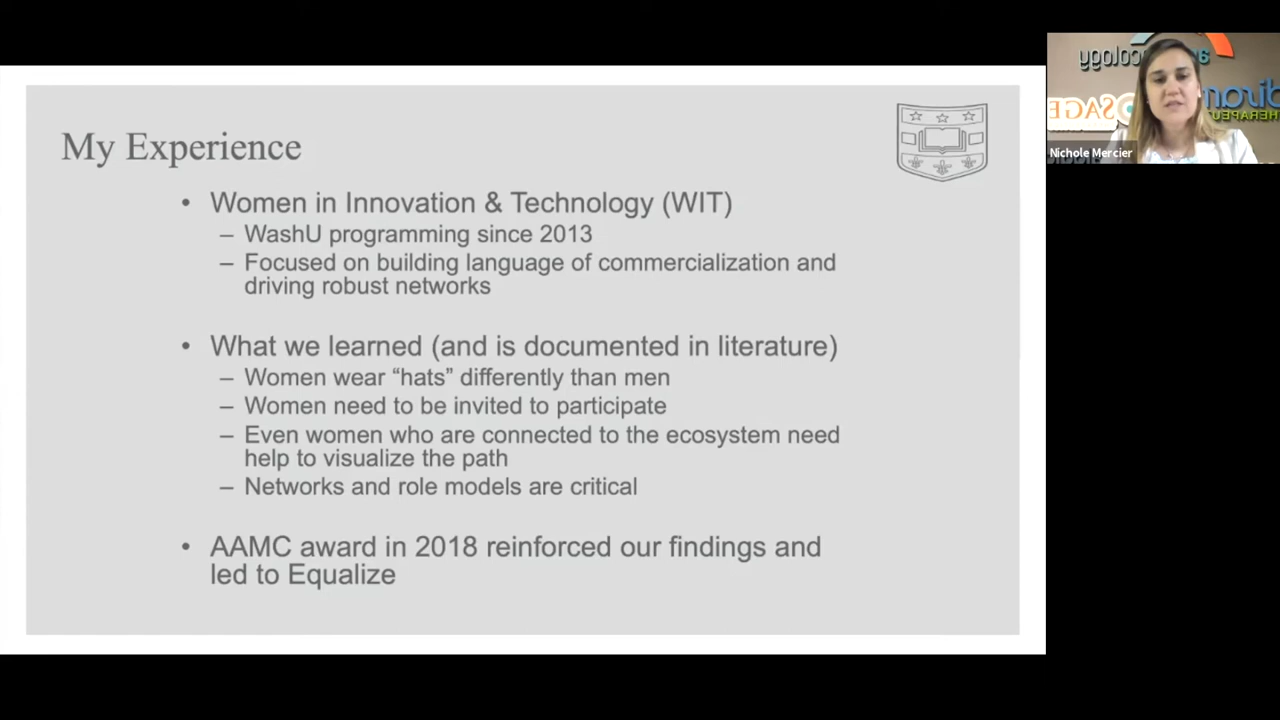 My Experience
• Women in Innovation & Technology (WIT)
– WashU programming since 2013
– Focused on building language of commercialization and
driving robust networks
• What we learned (and is documented in literature)
– Women wear “hats” differently than men
– Women need to be invited to participate
– Even women who are connected to the ecosystem need
help to visualize the path
– Networks and role models are critical
• AAMC award in 2018 reinforced our findings and
led to Equalize
SAGE
Nichole Mercier